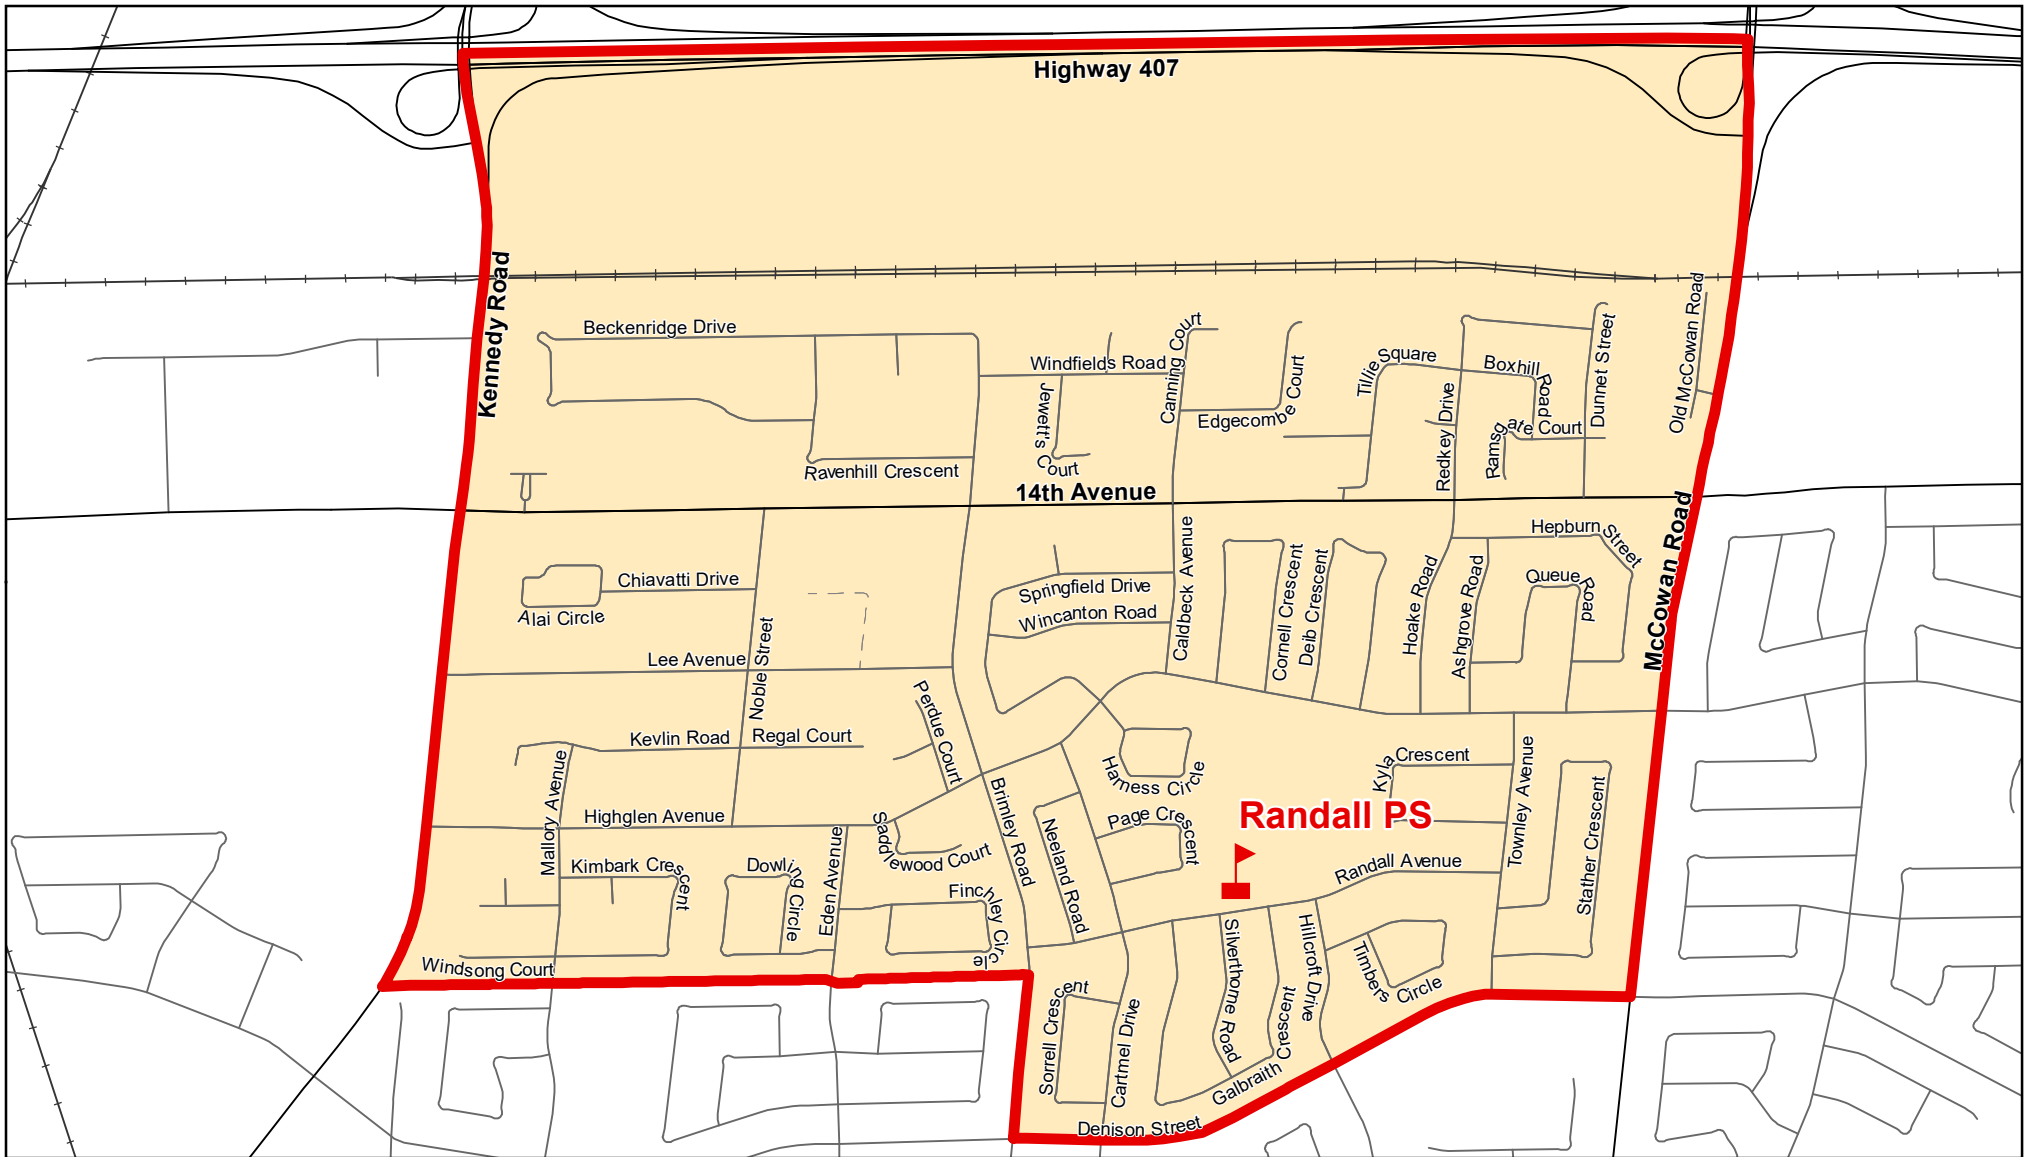 Highway 407
Kennedy Road
Beckenridge Drive
Windfields Road
Canning Court
Jewett's Court
Edgecombe Court
Tillie Square
Boxhill Road
Redkey Drive
Ramsgate Court
Dunnet Street
Old McCowan Road
Ravenhill Crescent
14th Avenue
McCowan Road
Hepburn Street
Chiavatti Drive
Alai Circle
Springfield Drive
Wincanton Road
Caldbeck Avenue
Cornell Crescent
Deib Crescent
Hoake Road
Ashgrove Road
Queue Road
Lee Avenue
Noble Street
Perdue Court
Kevlin Road
Regal Court
Mallory Avenue
Highglen Avenue
Harness Circle
Kyla Crescent
Townley Avenue
Stather Crescent
Brimley Road
Neeland Road
Page Crescent
Randall PS
Randall Avenue
Saddlewood Court
Kimbark Crescent
Dowling Circle
Eden Avenue
Finchley Circle
Windsong Court
Silverthorne Road
Hillcroft Drive
Timbers Circle
Sorrell Crescent
Cartmel Drive
Galbraith Crescent
Denison Street